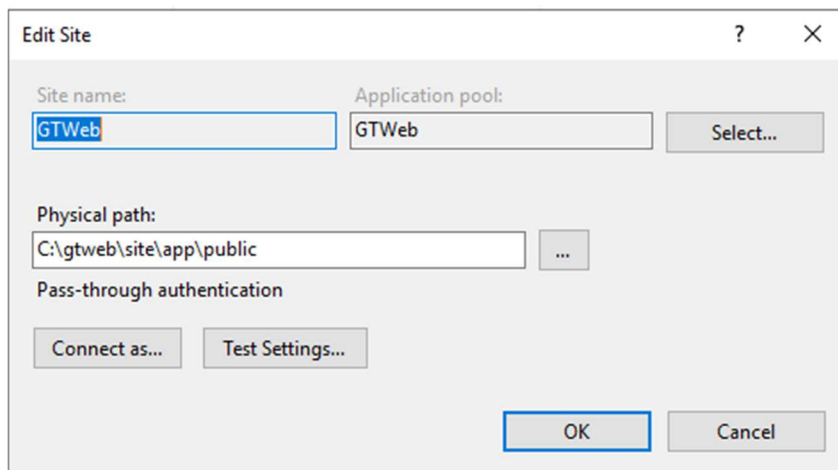 Edit Site
?
Site name:
Application pool:
GTWeb
GTWeb
Select...
Physical path:
C:\gtweb\site\app\public
...
Pass-through authentication
Connect as...
Test Settings...
OK
Cancel